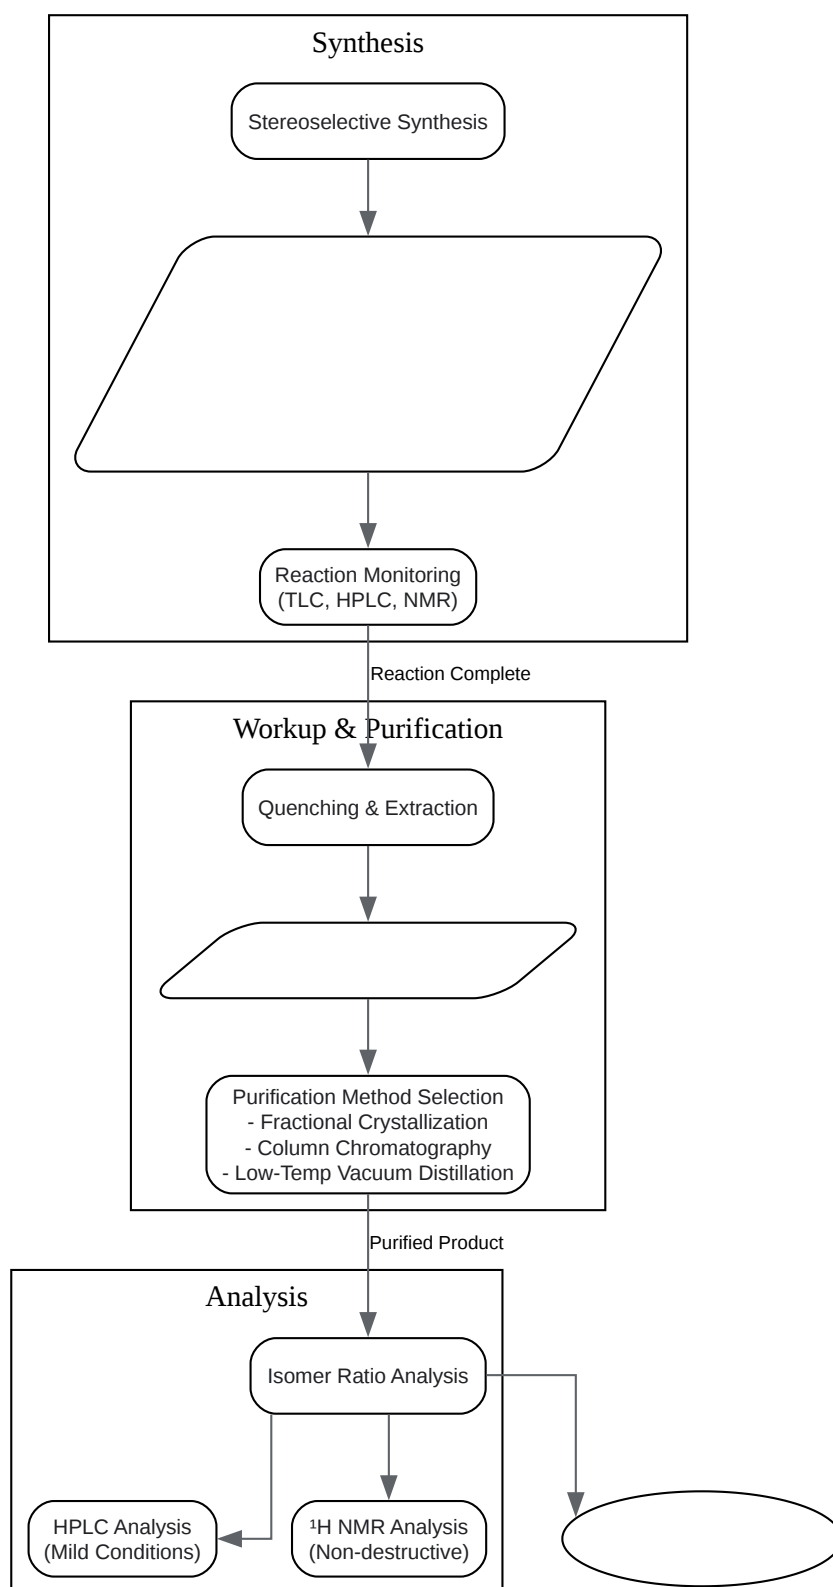 Synthesis
Stereoselective Synthesis
Reaction Monitoring
(TLC, HPLC, NMR)
Reaction Complete
Workup & Purification
Quenching & Extraction
Purification Method Selection
- Fractional Crystallization
- Column Chromatography
- Low-Temp Vacuum Distillation
Purified Product
Analysis
Isomer Ratio Analysis
HPLC Analysis
(Mild Conditions)
¹H NMR Analysis
(Non-destructive)